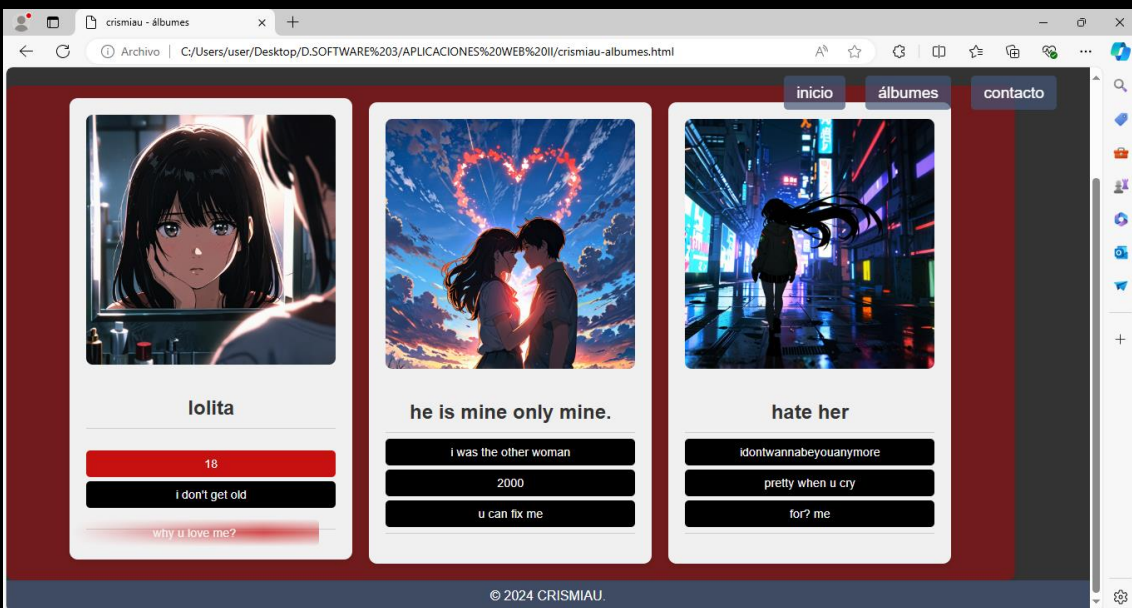 crismiau - álbumes
Archivo
C:/Users/user/Desktop/D.SOFTWARE%203/APLICACIONES%20WEB%20II/crismiau-albumes.html
inicio
álbumes
contacto
lolita
18
i don't get old
why u love me?
he is mine only mine.
i was the other woman
2000
u can fix me
hate her
idontwannabeyouanymore
pretty when u cry
for? me
© 2024 CRISMIAU.